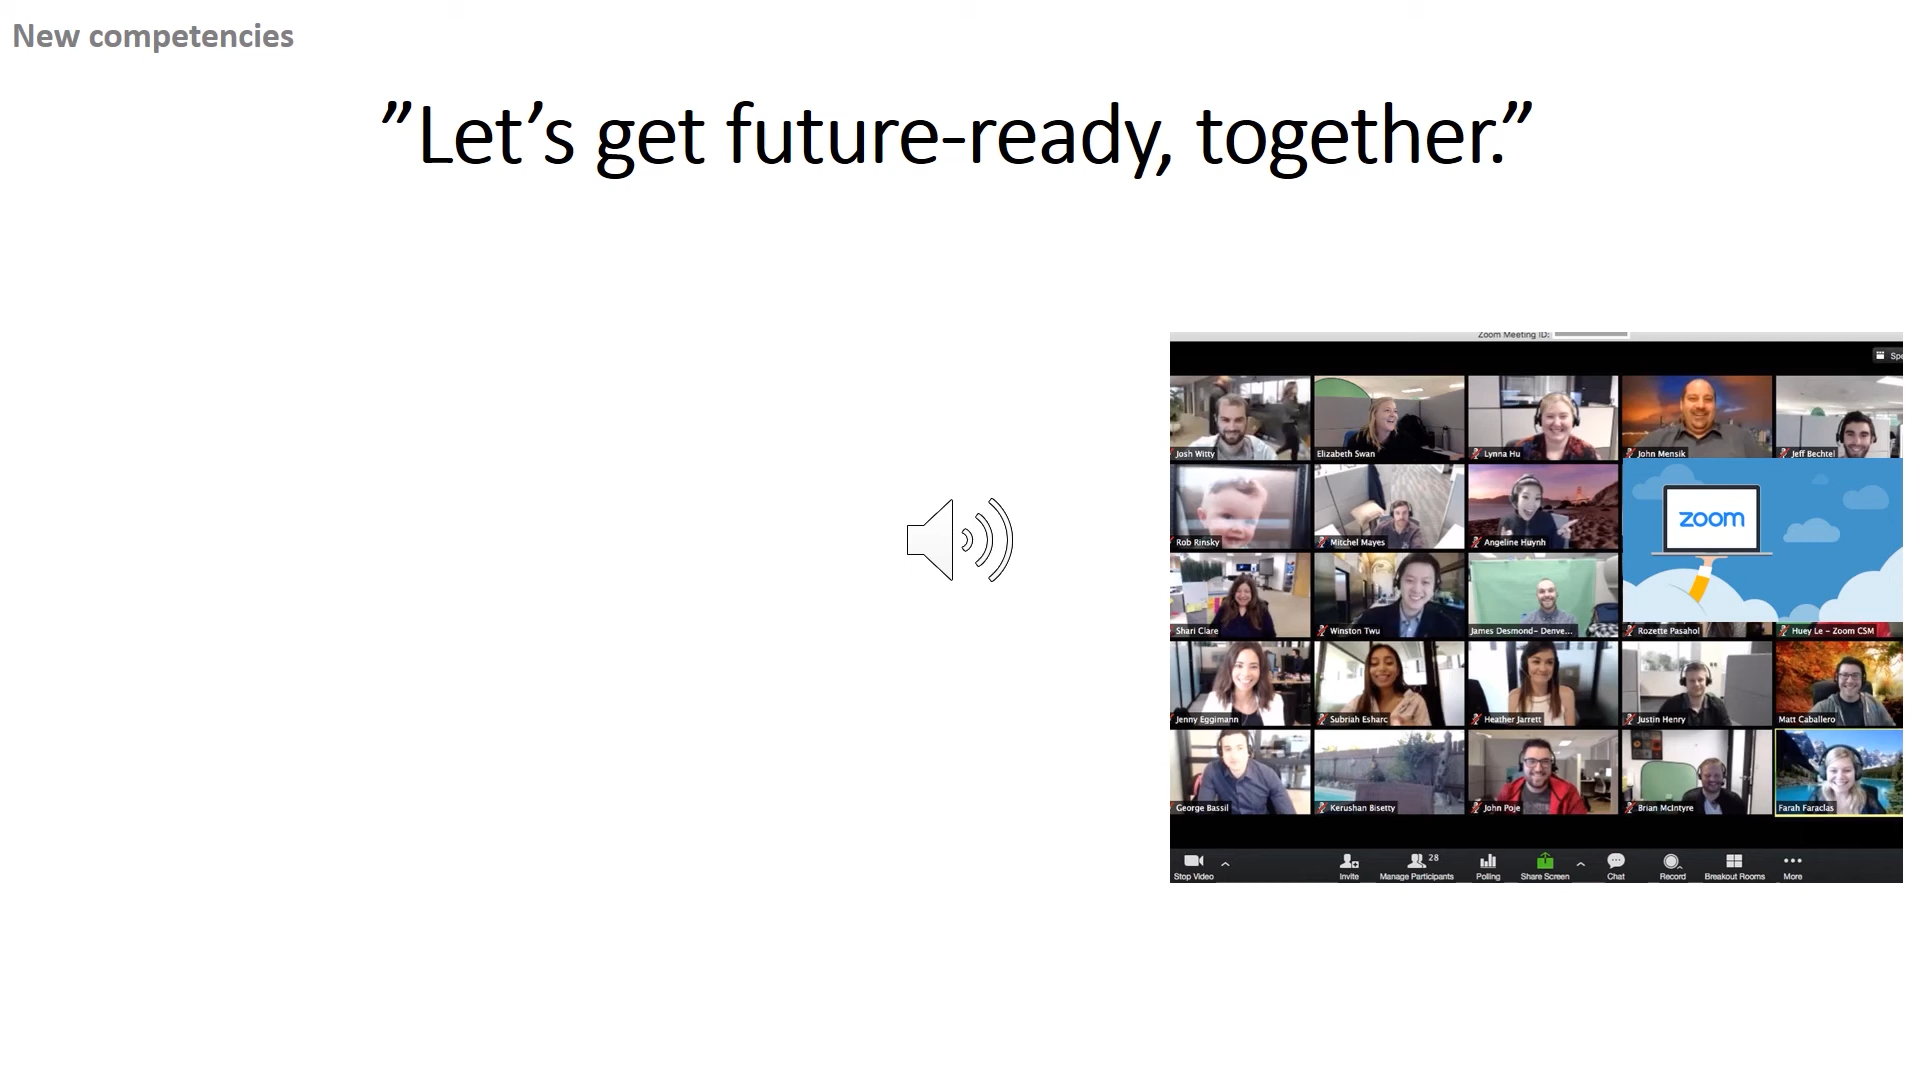 New competencies
”Let’s get future-ready, together.”
Zoom Meeting ID:
Spe
Josh Witty
Elizabeth Swan
Lynna Hu
John Mensik
Jeff Bechtel
Rob Rinsky
Mitchel Mayes
Angeline Huynh
zoom
Shari Clare
Winston Twu
James Desmond- Denve...
Rozette Pasahol
Huey Le - Zoom CSM
Jenny Eggimann
Subriah Esharc
Heather Jarrett
Justin Henry
Matt Caballero
George Bassil
Kerushan Bisetty
John Poje
Brian McIntyre
Farah Faraclas
28
Stop Video
Invite
Manage Participants
Polling
Share Screen
Chat
Record
Breakout Rooms
More